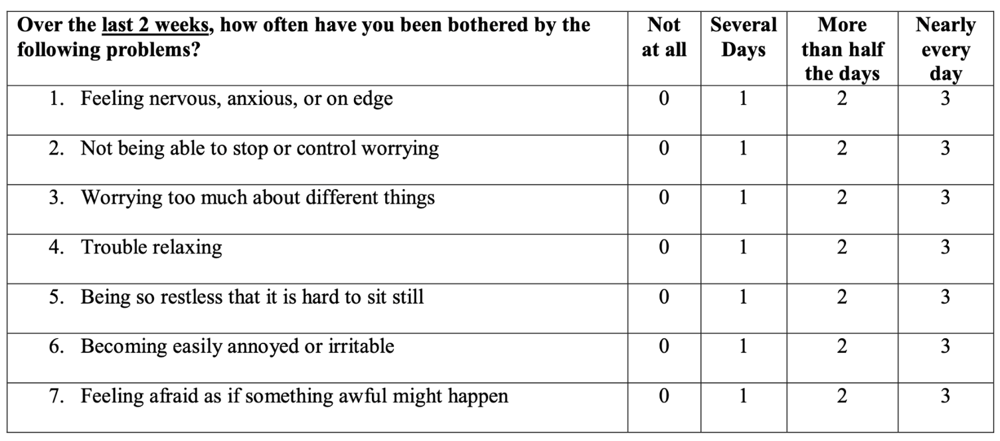 Over the last 2 weeks, how often have you been bothered by the
following problems?
Not
at all
Several
Days
More
than half
the days
Nearly
every
day
1. Feeling nervous, anxious, or on edge 0 1 2 3
2. Not being able to stop or control worrying 0 1 2 3
3. Worrying too much about different things 0 1 2 3
4. Trouble relaxing 0 1 2 3
5. Being so restless that it is hard to sit still 0 1 2 3
6. Becoming easily annoyed or irritable 0 1 2 3
7. Feeling afraid as if something awful might happen 0 1 2 3